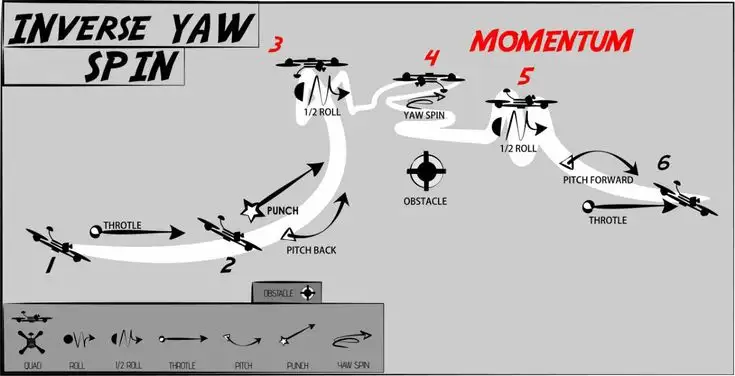 INVERSE YAW
SPIN
3
4
MOMENTUM
5
1/2 ROLL
YAW SPIN
1/2 ROLL
6
OBSTACLE
PITCH FORWARD
THROTLE
PUNCH
THROTLE
PITCH BACK
1
2
OBSTACLE
QUAD
ROLL
1/2 ROLL
THROTLE
PITCH
PUNCH
YAW SPIN